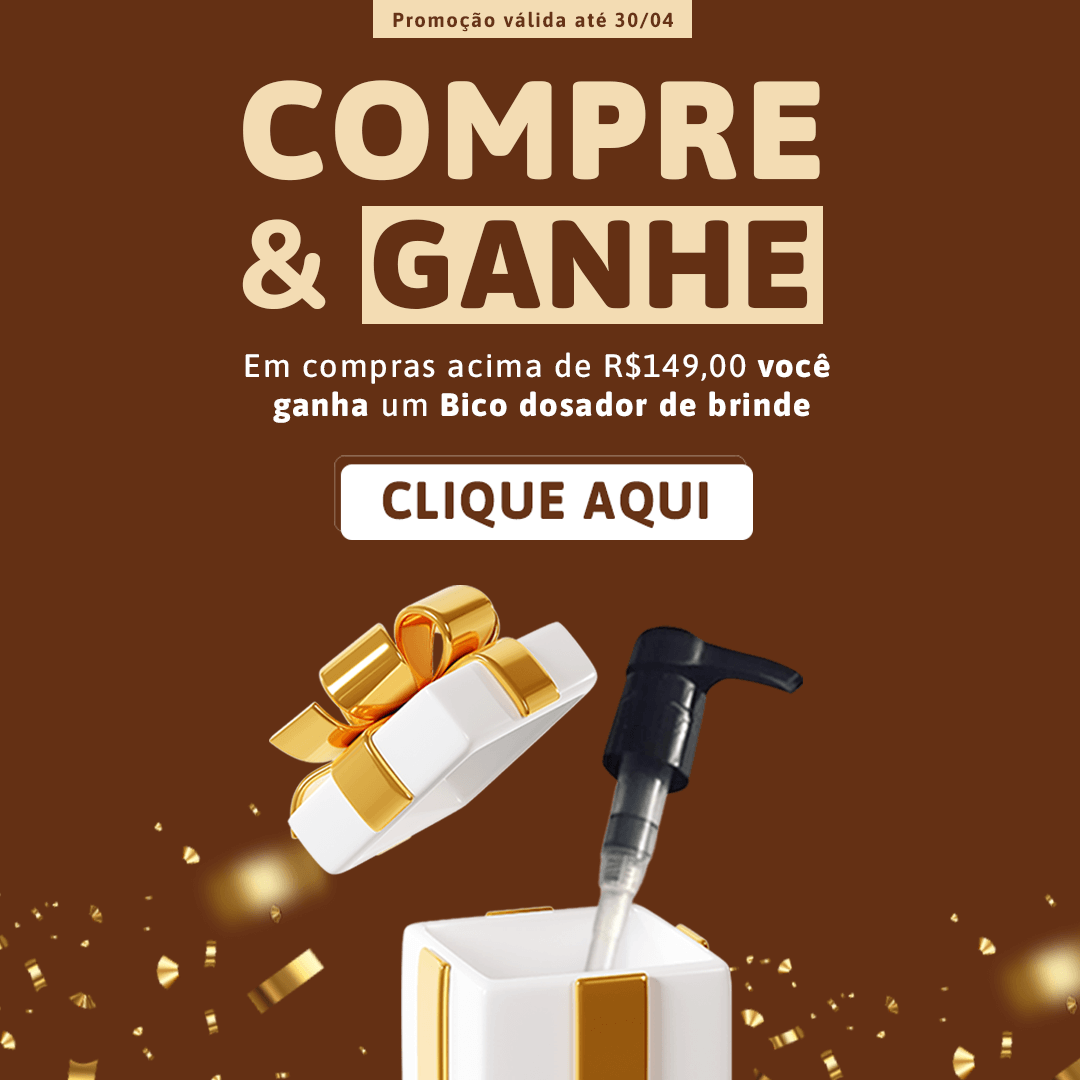 Promoção válida até 30/04
COMPRE
& GANHE
Em compras acima de R$149,00 você
ganha um Bico dosador de brinde
CLIQUE AQUI